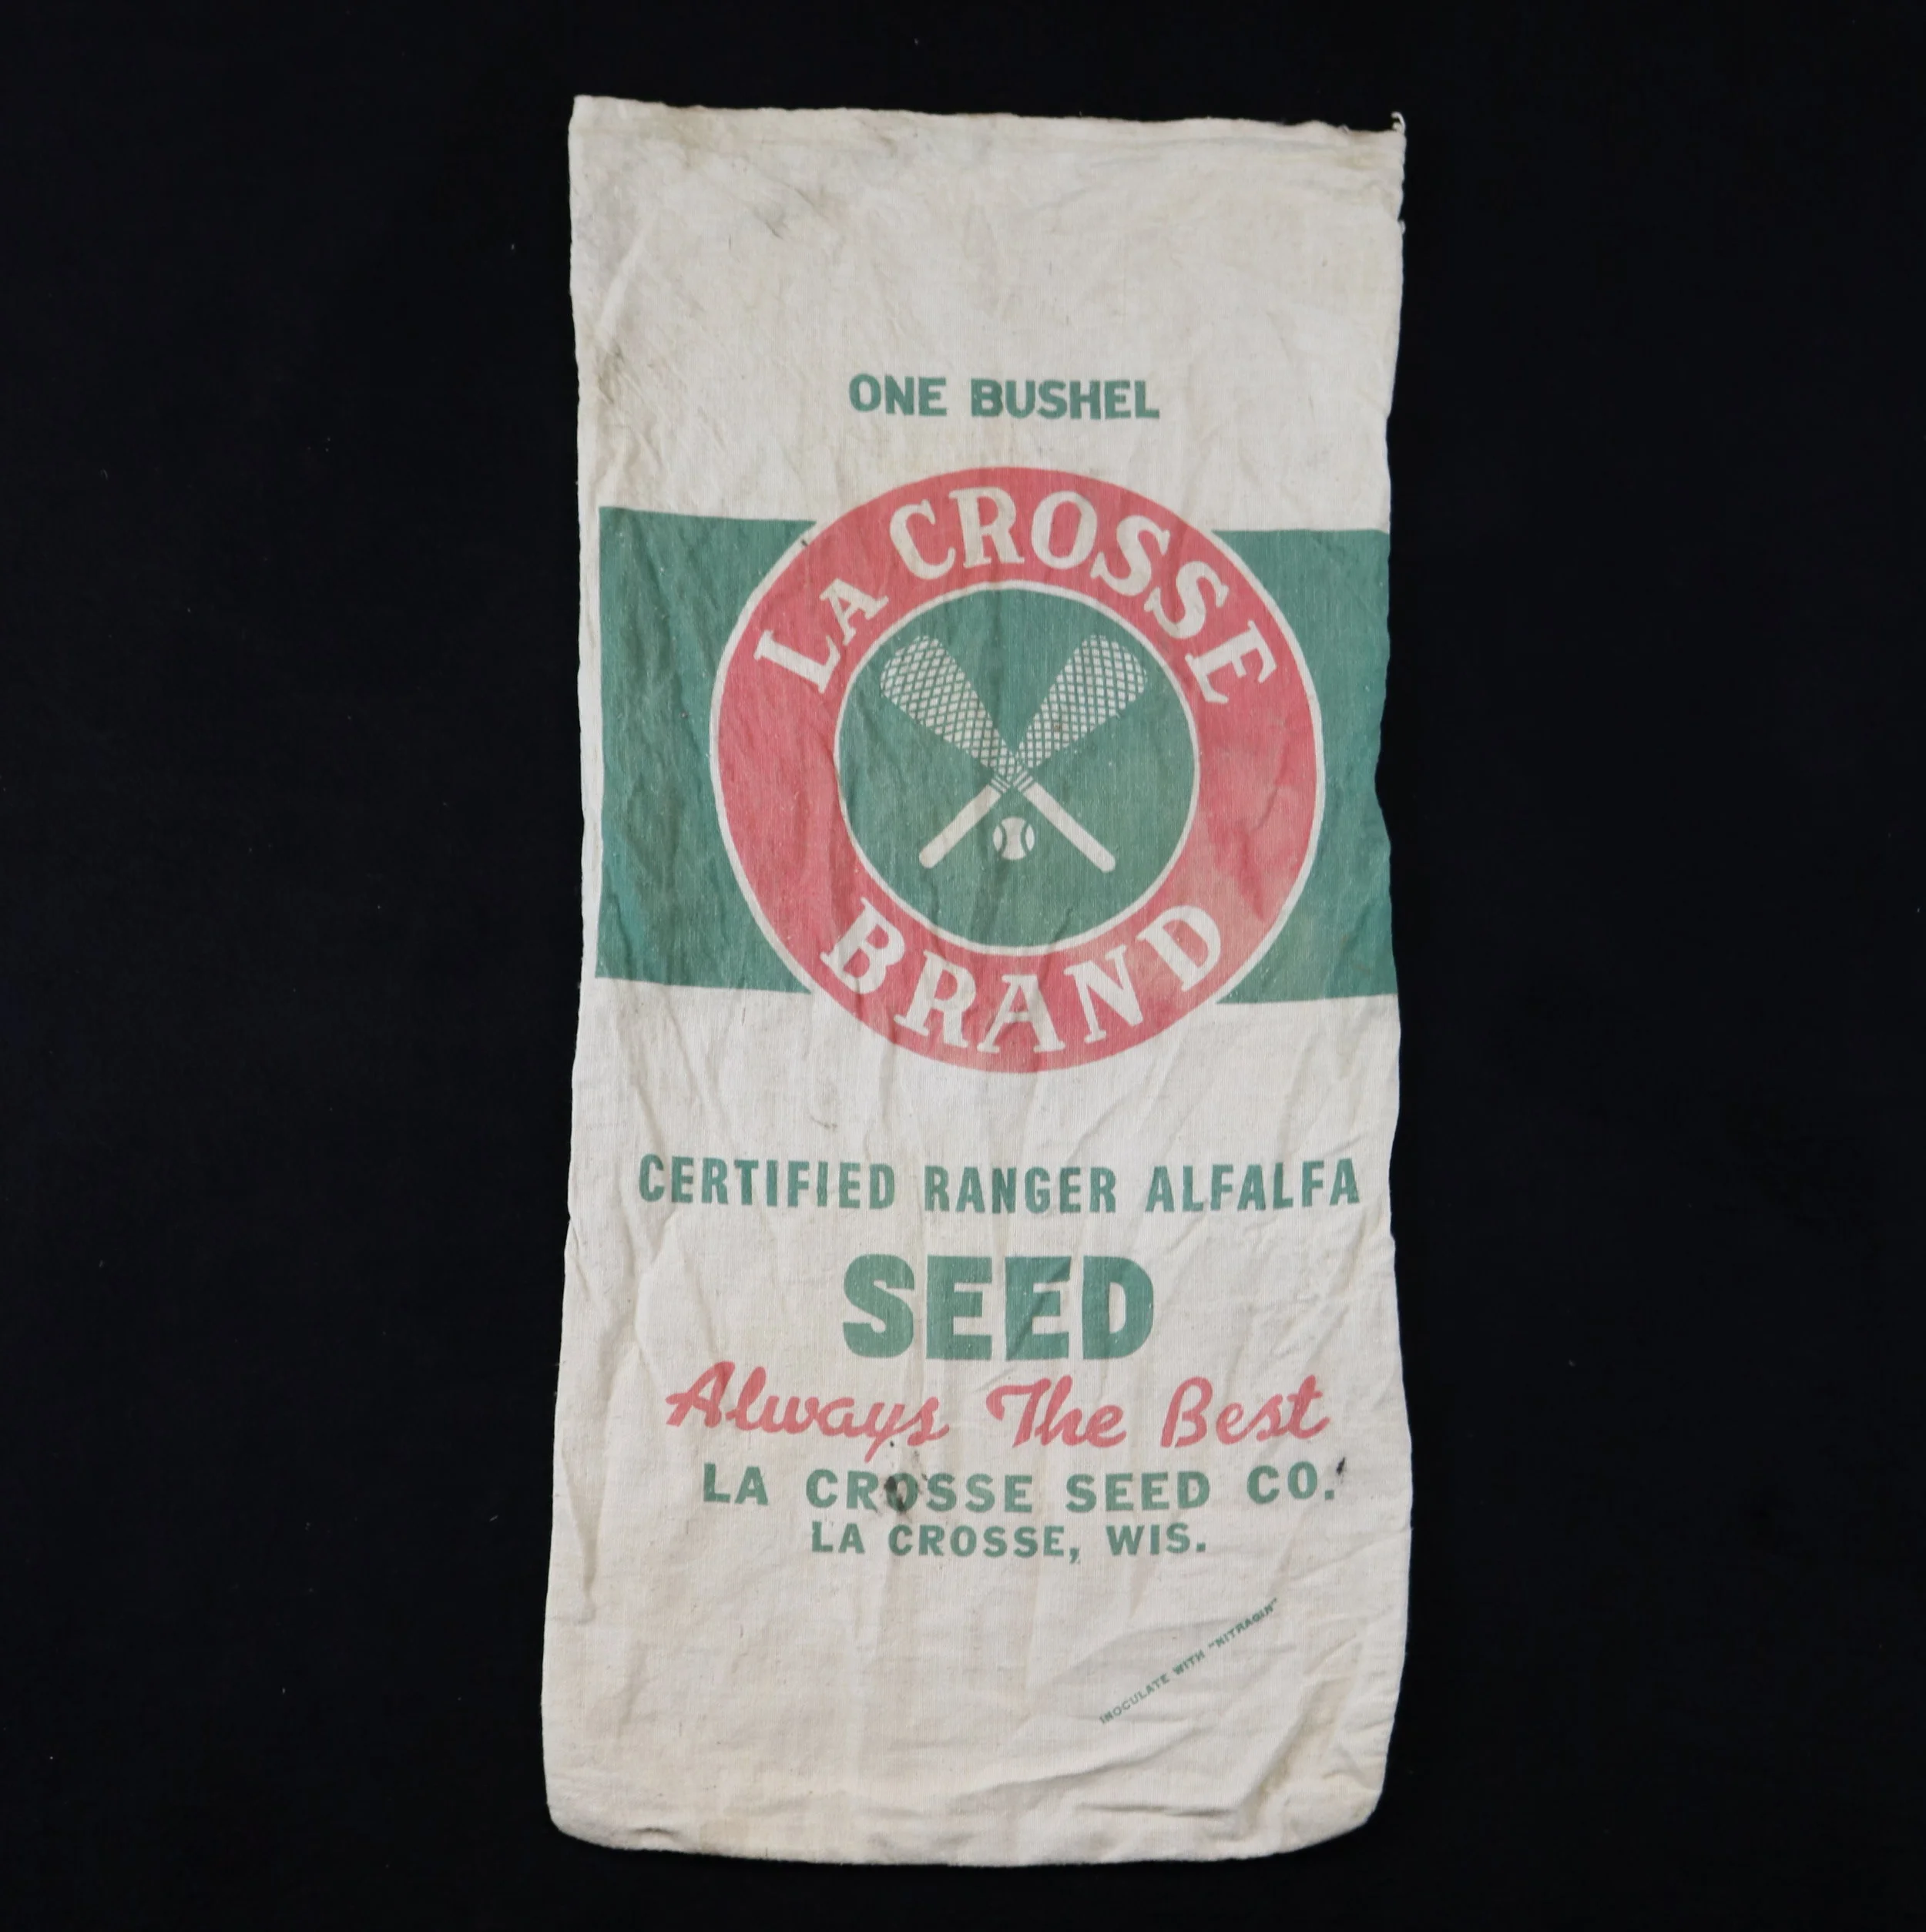 ONE BUSHEL
LA CROSSE
BRAND
CERTIFIED RANGER ALFALFA
SEED
Always The Best
LA CROSSE SEED CO.
LA CROSSE, WIS.
INOCULATE WITH "NITRAGIN"